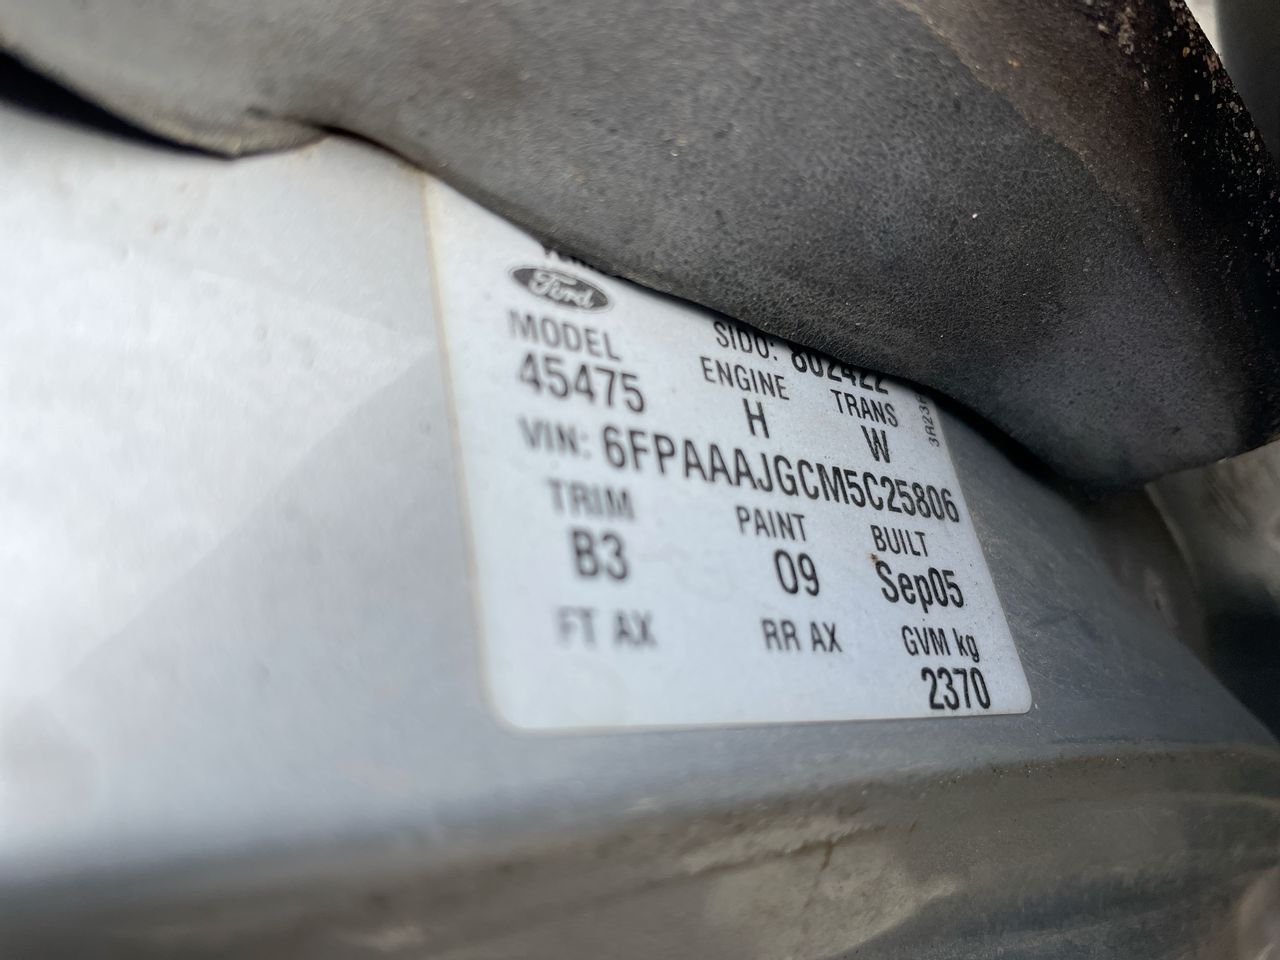 Ford
SIDO: 802422
MODEL ENGINE TRANS
45475 H W
VIN: 6FPAAAJGCM5C25806
TRIM PAINT BUILT
B3 09 Sep05
FT AX RR AX GVM kg
2370